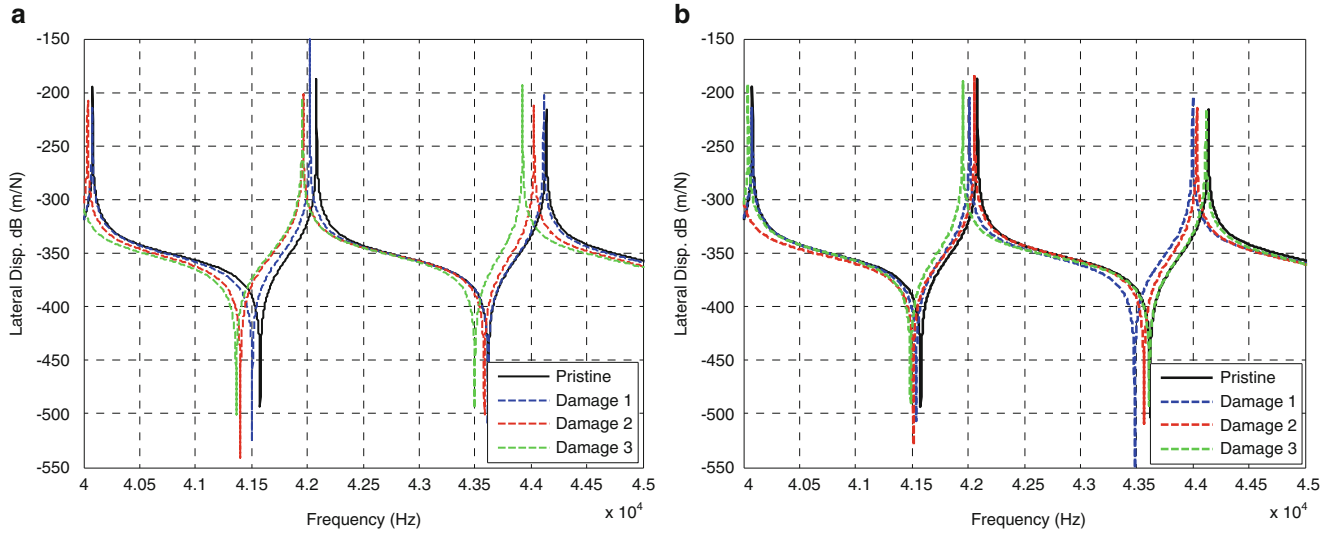 a
-150
-200
-250
-300
-350
-400
-450
-500
-550
Lateral Disp. dB (m/N)
4
4.05
4.1
4.15
4.2
4.25
4.3
4.35
4.4
4.45
4.5
x 10⁴
Frequency (Hz)
Pristine
Damage 1
Damage 2
Damage 3
b
-150
-200
-250
-300
-350
-400
-450
-500
-550
Lateral Disp. dB (m/N)
4
4.05
4.1
4.15
4.2
4.25
4.3
4.35
4.4
4.45
4.5
x 10⁴
Frequency (Hz)
Pristine
Damage 1
Damage 2
Damage 3